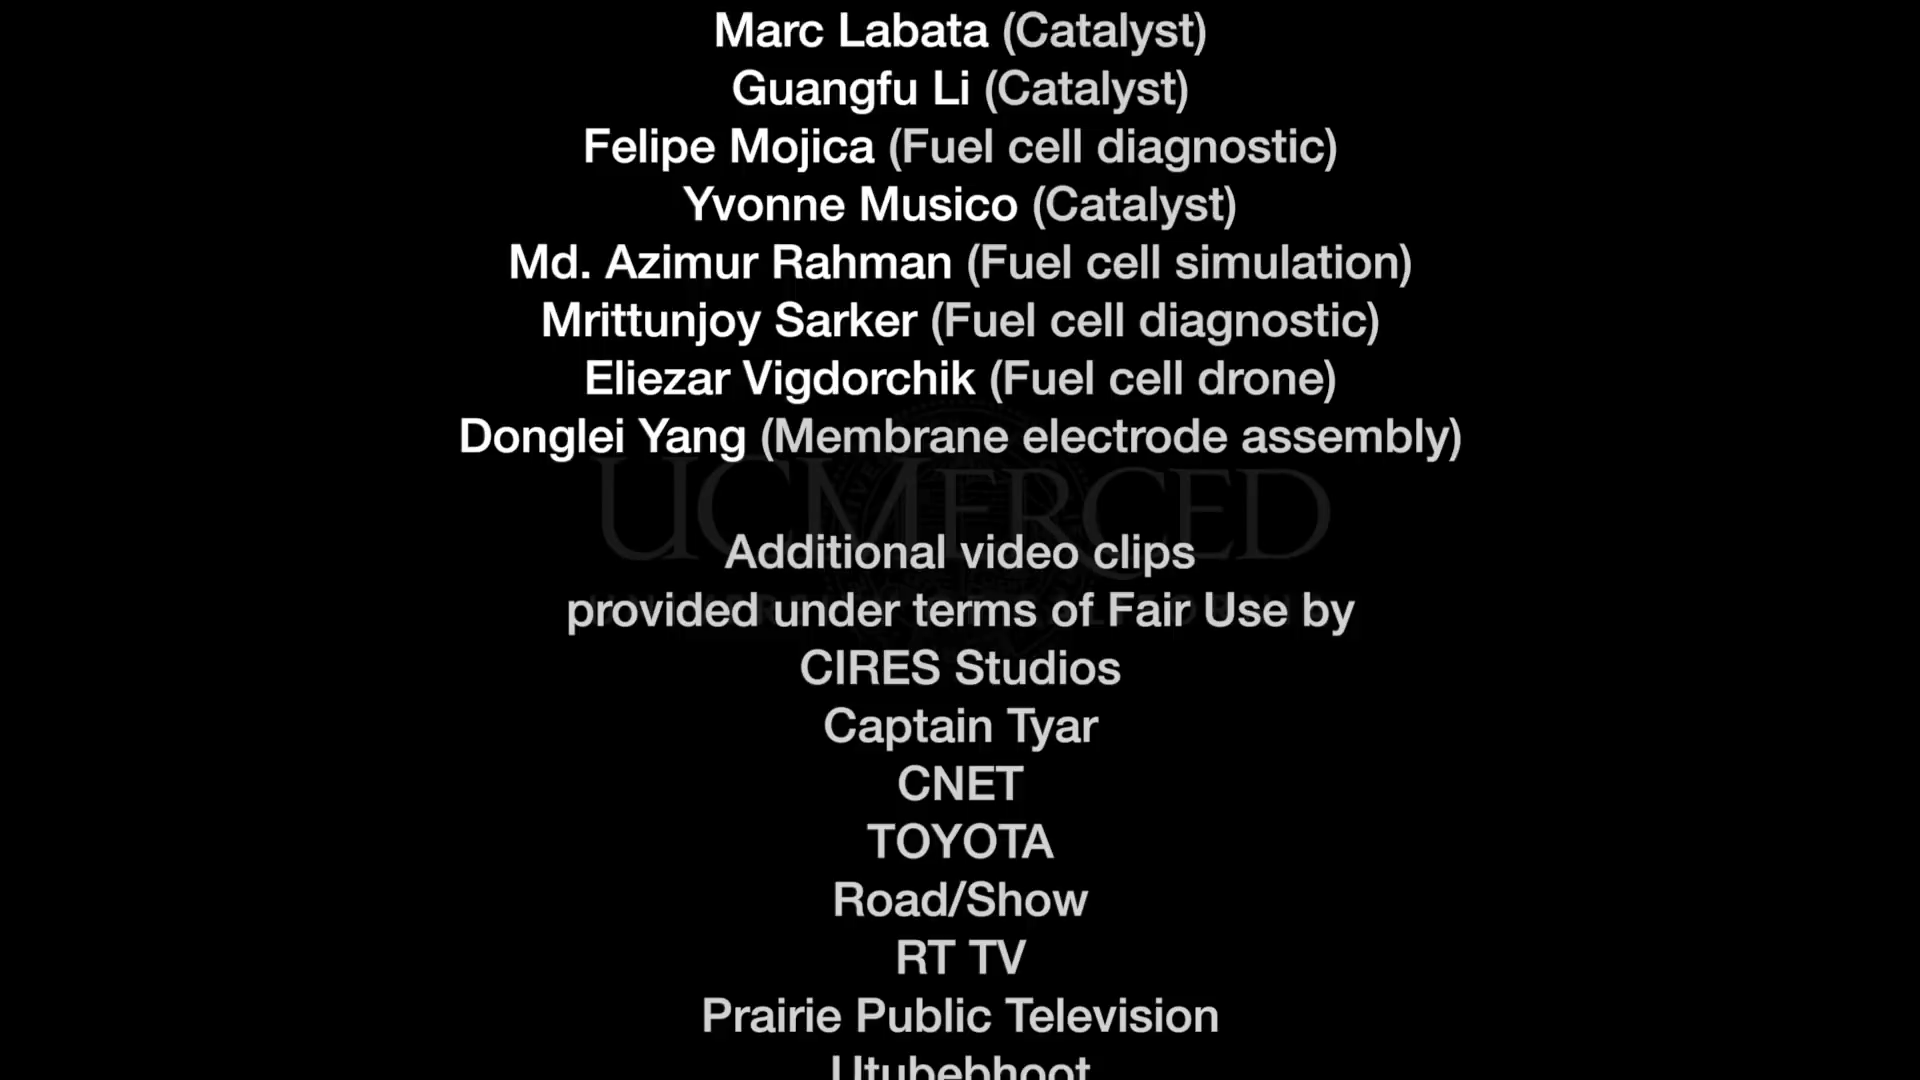 Marc Labata (Catalyst)
Guangfu Li (Catalyst)
Felipe Mojica (Fuel cell diagnostic)
Yvonne Musico (Catalyst)
Md. Azimur Rahman (Fuel cell simulation)
Mrittunjoy Sarker (Fuel cell diagnostic)
Eliezar Vigdorchik (Fuel cell drone)
Donglei Yang (Membrane electrode assembly)
UCMERCED
Additional video clips
provided under terms of Fair Use by
CIRES Studios
Captain Tyar
CNET
TOYOTA
Road/Show
RT TV
Prairie Public Television
Utubebhoot